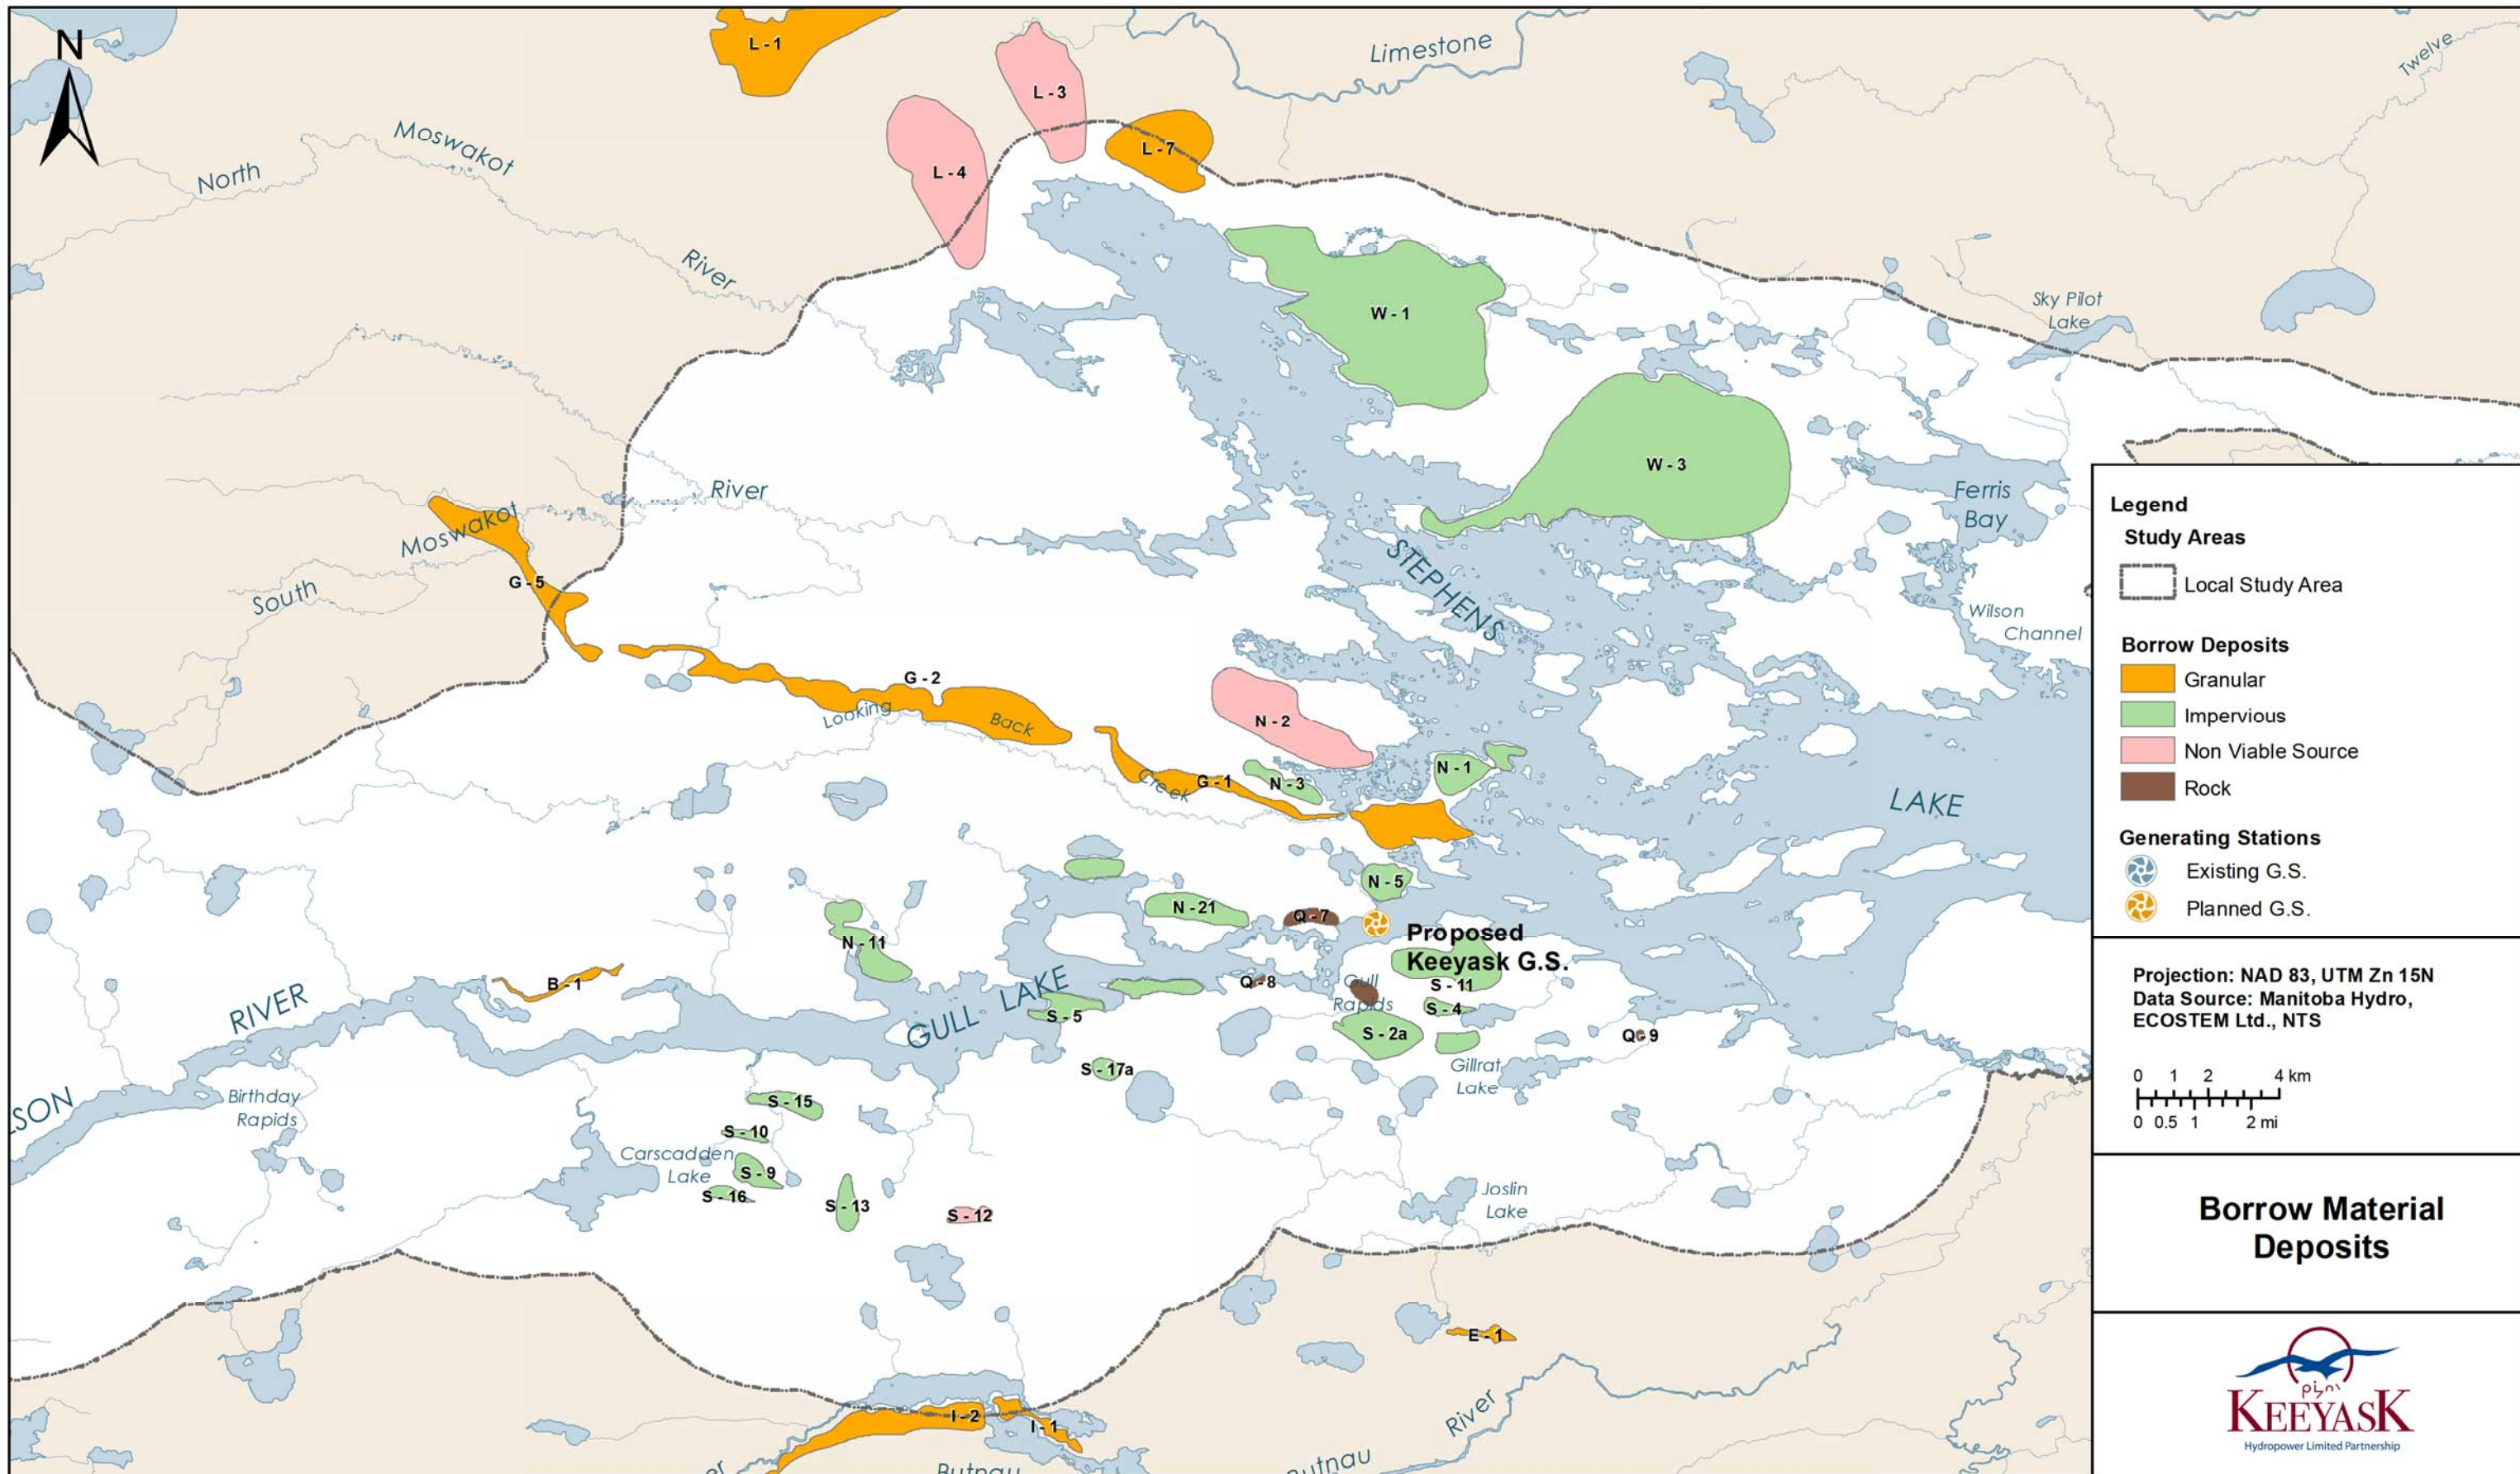 N
L - 1
Limestone
Twelve
L - 3
Moswakot
L - 7
North
L - 4
River
Sky Pilot
Lake
W - 1
W - 3
River
Ferris
Bay
Moswakot
STEPHENS
G - 5
South
Wilson
Channel
G - 2
Looking
Back
N - 2
N - 1
Creek
G - 1
N - 3
LAKE
N - 5
N - 21
Q - 7
Proposed
Keeyask G.S.
N - 11
B - 1
Q - 8
Gull
Rapids
S - 11
RIVER
GULL LAKE
S - 5
S - 4
S - 2a
Q - 9
S - 17a
Gillrat
Lake
SON
Birthday
Rapids
S - 15
S - 10
Carscadden
Lake
S - 9
S - 16
S - 13
S - 12
Joslin
Lake
E - 1
I - 2
I - 1
River
er
Butnau
utnau
Legend
Study Areas
Local Study Area
Borrow Deposits
Granular
Impervious
Non Viable Source
Rock
Generating Stations
Existing G.S.
Planned G.S.
Projection: NAD 83, UTM Zn 15N
Data Source: Manitoba Hydro,
ECOSTEM Ltd., NTS
0 1 2 4 km
0 0.5 1 2 mi
Borrow Material
Deposits
KEEYASK
Hydropower Limited Partnership